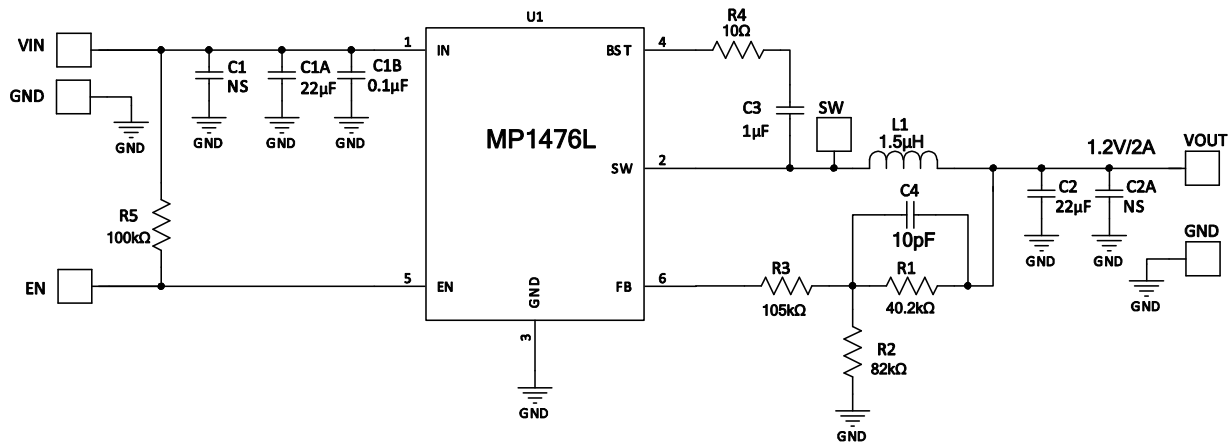 U1
VIN
1
IN
BST
4
R4
10Ω
C1
NS
C1A
22μF
C1B
0.1μF
GND
GND
GND
GND
GND
MP1476L
C3
1μF
SW
L1
1.5μH
SW
2
1.2V/2A
VOUT
C2
22μF
C2A
NS
GND
GND
GND
GND
C4
10pF
R5
100kΩ
EN
5
EN
GND
3
GND
FB
6
R3
105kΩ
R1
40.2kΩ
R2
82kΩ
GND